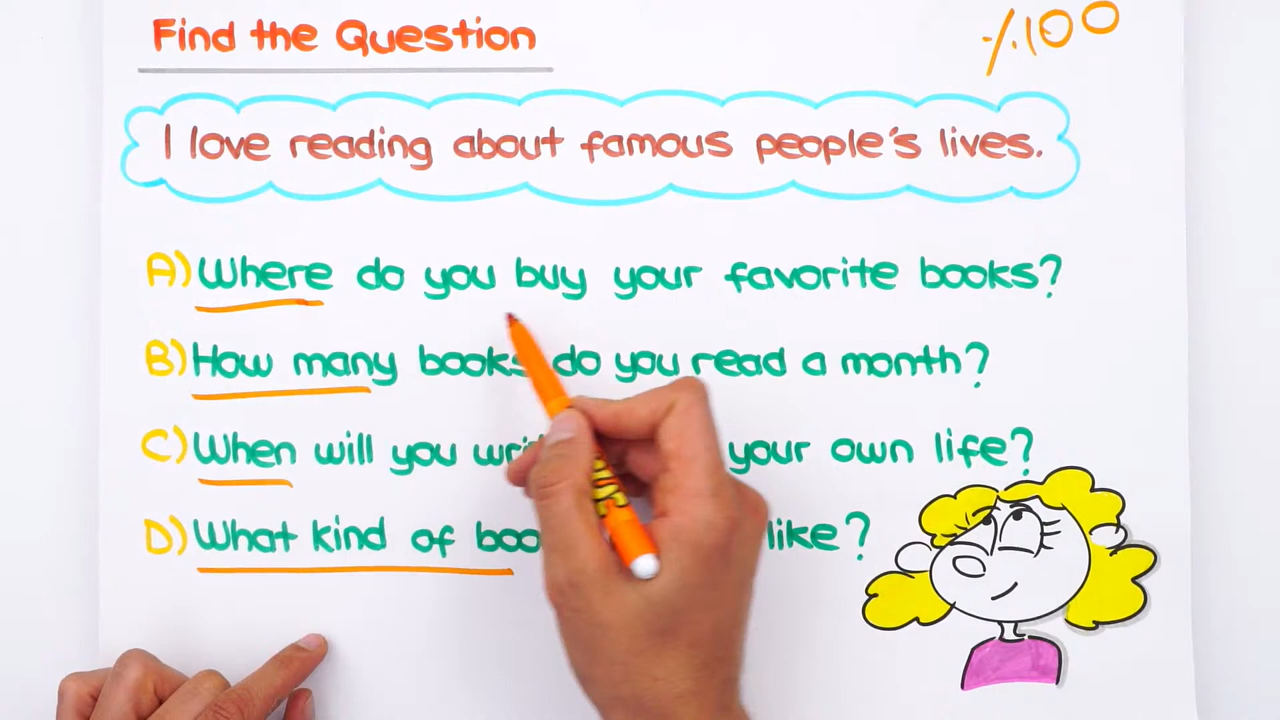 Find the Question
٪100
I love reading about famous people's lives.
A) Where do you buy your favorite books?
B) How many books do you read a month?
C) When will you your own life?
D) What kind of like?